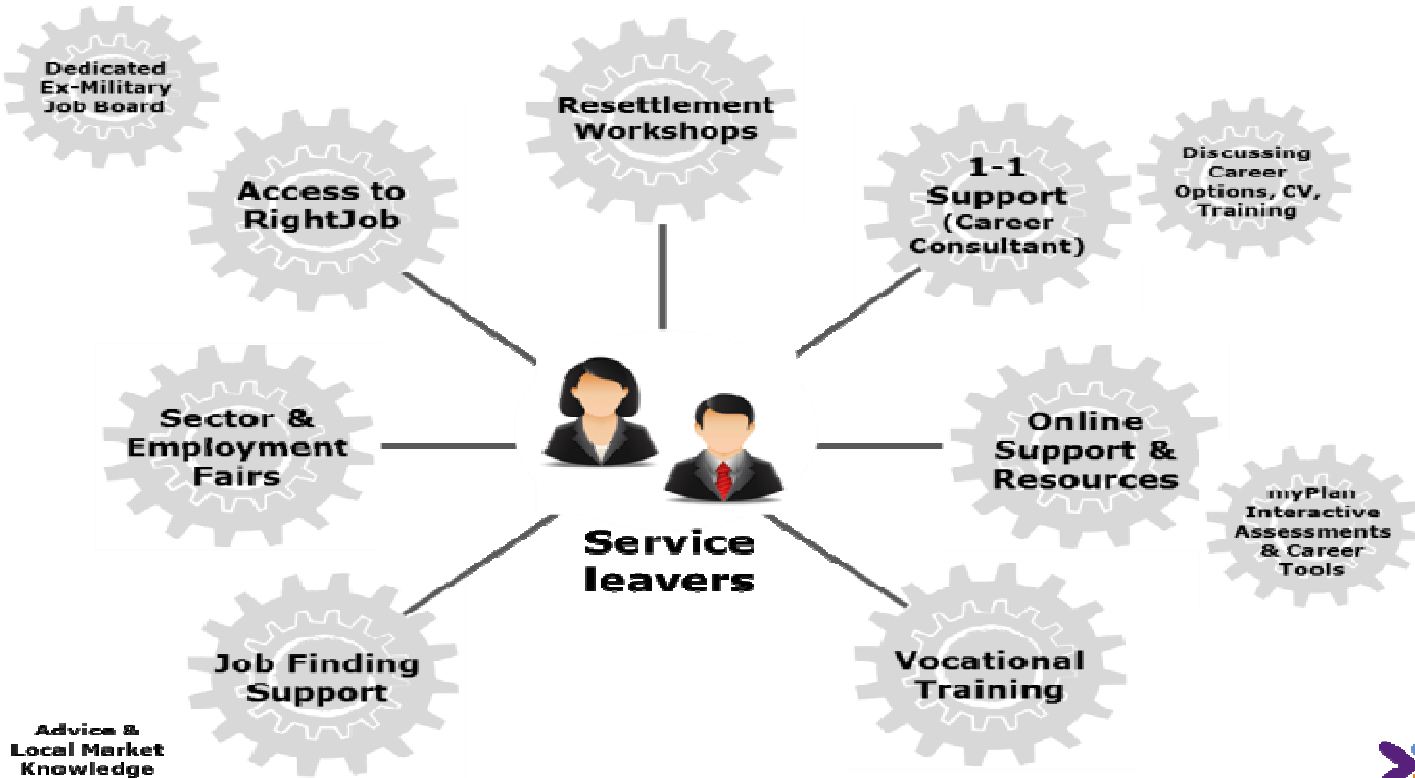 Dedicated
Ex-Military
Job Board
Resettlement
Workshops
Access to
RightJob
1-1
Support
(Career
Consultant)
Discussing
Career
Options, CV,
Training
Sector &
Employment
Fairs
Online
Support &
Resources
myPlan
Interactive
Assessments
& Career
Tools
Service
leavers
Job Finding
Support
Vocational
Training
Advice &
Local Market
Knowledge